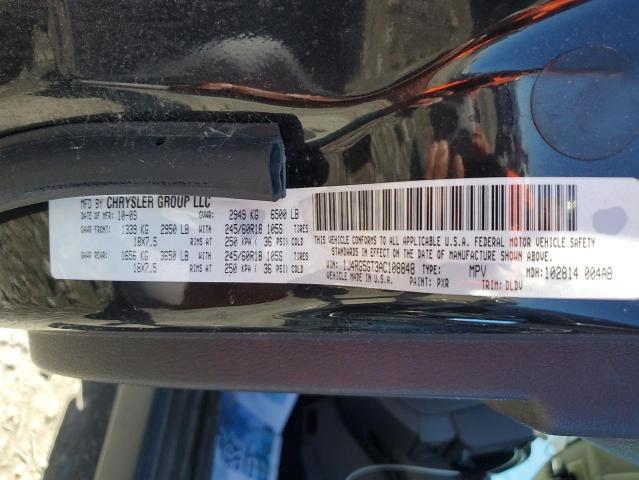 MFD BY CHRYSLER GROUP LLC
DATE OF MFR: 10-09 GVWR: 2949 KG 6500 LB
GAWR FRONT: 1339 KG 2950 LB 245/60R18 105S TIRES
18X7.5 RIMS AT 250 KPA ( 36 PSI) COLD
GAWR REAR: 1656 KG 3650 LB 245/60R18 105S TIRES
18X7.5 RIMS AT 250 KPA ( 36 PSI) COLD
THIS VEHICLE CONFORMS TO ALL APPLICABLE U.S.A. FEDERAL MOTOR VEHICLE SAFETY
STANDARDS IN EFFECT ON THE DATE OF MANUFACTURE SHOWN ABOVE.
VIN: 1J4RG5GT3AC108848 TYPE: MPV MDH: 102814 004AB
VEHICLE MADE IN U.S.A. PAINT: PXR TRIM: DLDV